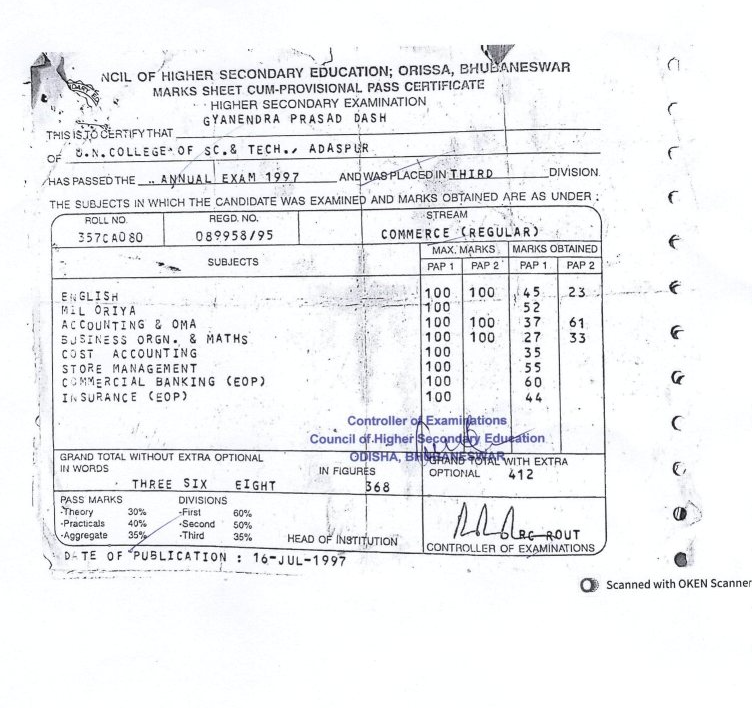 NCIL OF HIGHER SECONDARY EDUCATION; ORISSA, BHUBANESWAR
MARKS SHEET CUM-PROVISIONAL PASS CERTIFICATE
HIGHER SECONDARY EXAMINATION
GYANENDRA PRASAD DASH
THIS IS TO CERTIFY THAT
OF U.N.COLLEGE OF SC.& TECH., ADASPUR
HAS PASSED THE ANNUAL EXAM 1997 AND WAS PLACED IN THIRD DIVISION.
THE SUBJECTS IN WHICH THE CANDIDATE WAS EXAMINED AND MARKS OBTAINED ARE AS UNDER :
ROLL NO. REGD. NO. STREAM
357CA080 089958/95 COMMERCE (REGULAR)
SUBJECTS MAX. MARKS MARKS OBTAINED
PAP 1 PAP 2 PAP 1 PAP 2
ENGLISH 100 100 45 23
MIL ORIYA 100 52
ACCOUNTING & OMA 100 100 37 61
BUSINESS ORGN. & MATHS 100 100 27 33
COST ACCOUNTING 100 35
STORE MANAGEMENT 100 55
COMMERCIAL BANKING (EOP) 100 60
INSURANCE (EOP) 100 44
Controller of Examinations
Council of Higher Secondary Education
ODISHA, BHUBANESWAR
GRAND TOTAL WITHOUT EXTRA OPTIONAL
IN WORDS IN FIGURES
THREE SIX EIGHT 368
GRAND TOTAL WITH EXTRA
OPTIONAL 412
PASS MARKS DIVISIONS
Theory 30% First 60%
Practicals 40% Second 50%
Aggregate 35% Third 35%
HEAD OF INSTITUTION
RC ROUT
CONTROLLER OF EXAMINATIONS
DATE OF PUBLICATION : 16-JUL-1997
Scanned with OKEN Scanner